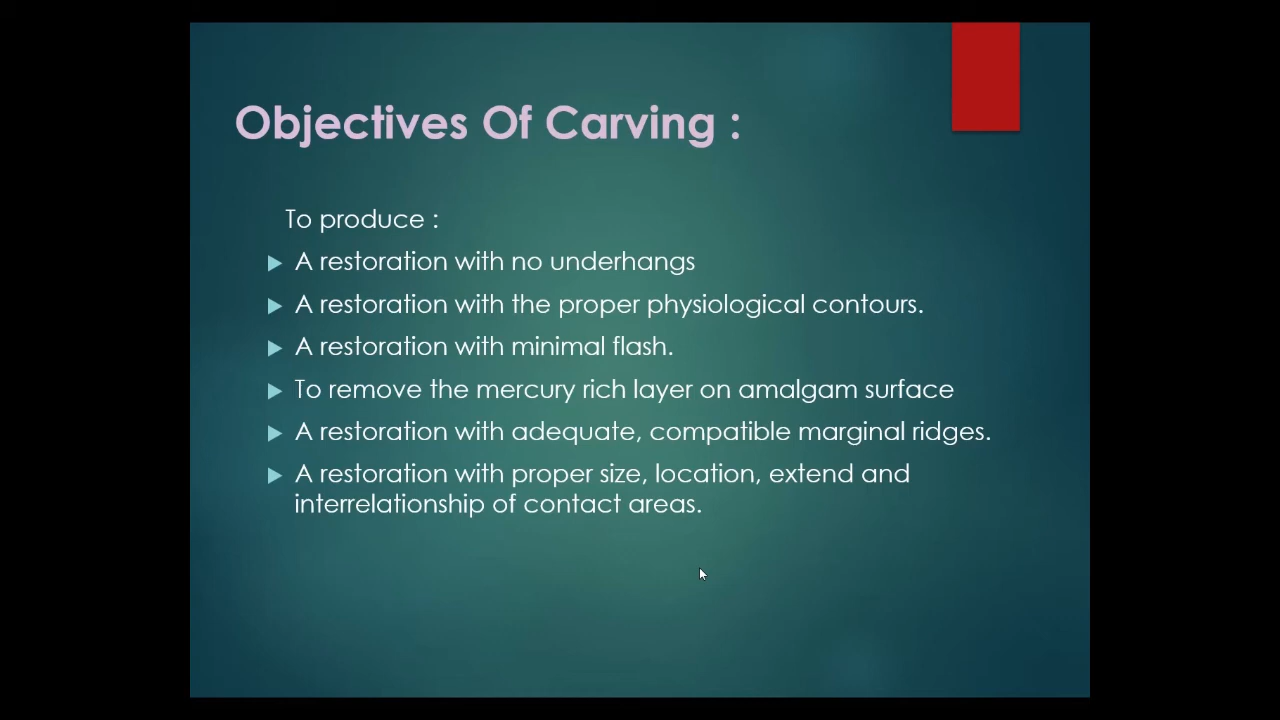 Objectives Of Carving :
To produce :
A restoration with no underhangs
A restoration with the proper physiological contours.
A restoration with minimal flash.
To remove the mercury rich layer on amalgam surface
A restoration with adequate, compatible marginal ridges.
A restoration with proper size, location, extend and
interrelationship of contact areas.